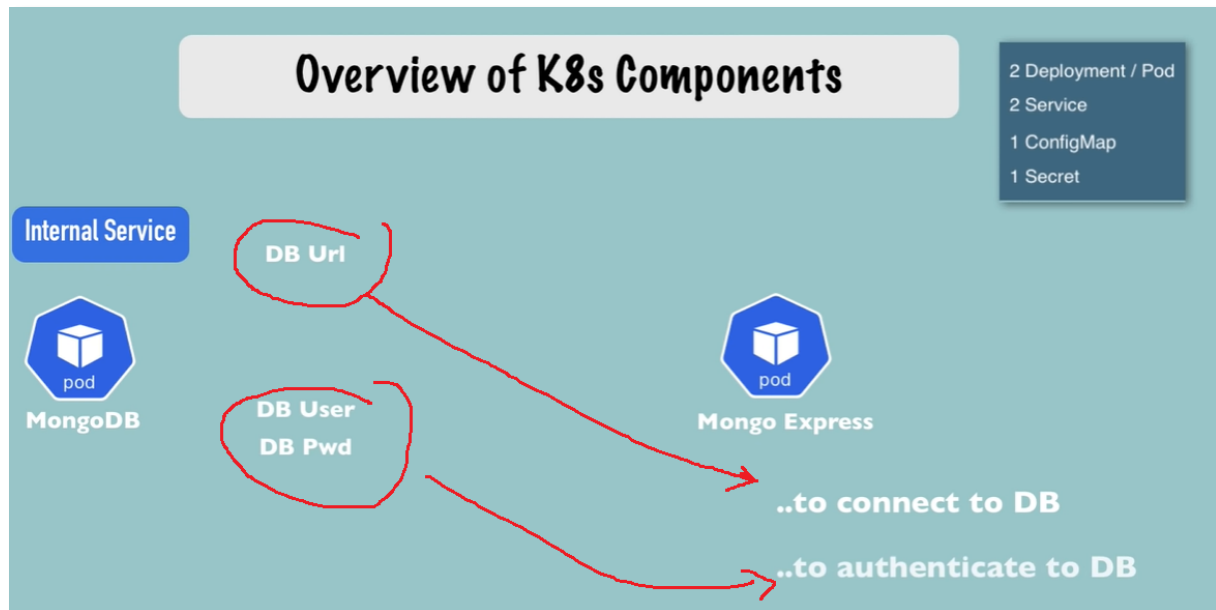 Overview of K8s Components
2 Deployment / Pod
2 Service
1 ConfigMap
1 Secret
Internal Service
DB Url
pod
MongoDB
DB User
DB Pwd
pod
Mongo Express
..to connect to DB
..to authenticate to DB